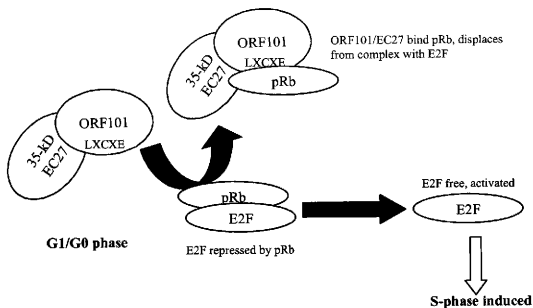 ORF101
LXCXE
35-kD
EC27
pRb
ORF101/EC27 bind pRb, displaces
from complex with E2F
ORF101
LXCXE
35-kD
EC27
pRb
E2F
E2F free, activated
E2F
G1/G0 phase
E2F repressed by pRb
S-phase induced